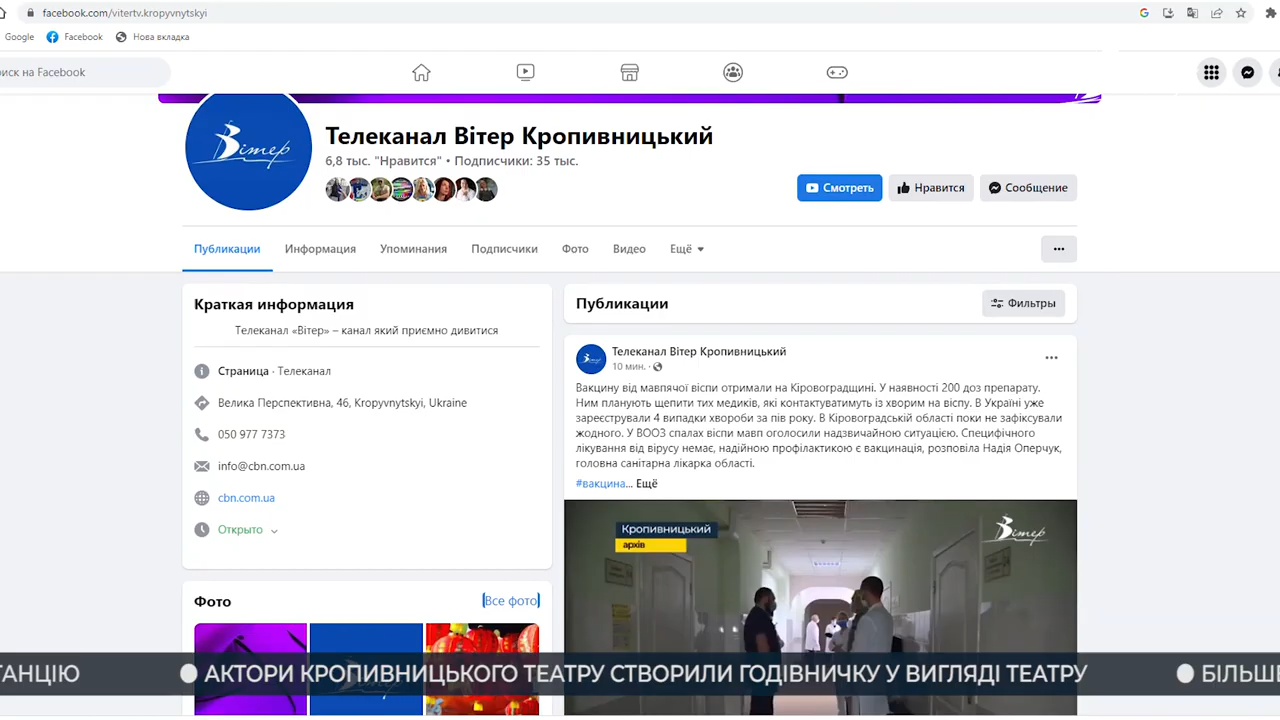 facebook.com/vitertv.kropyvnytskyi
Google
Facebook
Нова вкладка
иск на Facebook
Вітер
Телеканал Вітер Кропивницький
6,8 тыс. "Нравится" • Подписчики: 35 тыс.
Смотреть
Нравится
Сообщение
Публикации
Информация
Упоминания
Подписчики
Фото
Видео
Ещё
Краткая информация
Телеканал «Вітер» – канал який приємно дивитися
Страница · Телеканал
Велика Перспективна, 46, Kropyvnytskyi, Ukraine
050 977 7373
info@cbn.com.ua
cbn.com.ua
Открыто
Фото
Все фото
Публикации
Фильтры
Телеканал Вітер Кропивницький
10 мин. ·
Вакцину від мавпячої віспи отримали на Кіровоградщині. У наявності 200 доз препарату.
Ним планують щепити тих медиків, які контактуватимуть із хворим на віспу. В Україні уже
зареєстрували 4 випадки хвороби за пів року. В Кіровоградській області поки не зафіксували
жодного. У ВООЗ спалах віспи мавп оголосили надзвичайною ситуацією. Специфічного
лікування від вірусу немає, надійною профілактикою є вакцинація, розповіла Надія Оперчук,
головна санітарна лікарка області.
#вакцина... Ещё
Кропивницький
архів
Вітер
ТАНЦІЮ ● АКТОРИ КРОПИВНИЦЬКОГО ТЕАТРУ СТВОРИЛИ ГОДІВНИЧКУ У ВИГЛЯДІ ТЕАТРУ ● БІЛЬШЕ